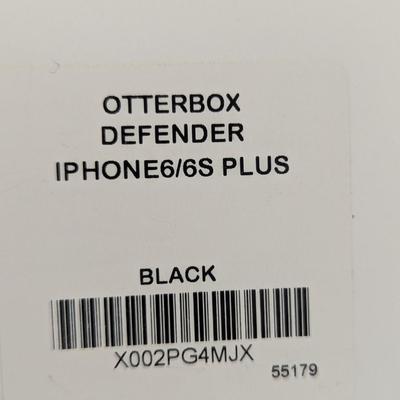 OTTERBOX
DEFENDER
IPHONE6/6S PLUS
BLACK
X002PG4MJX
55179